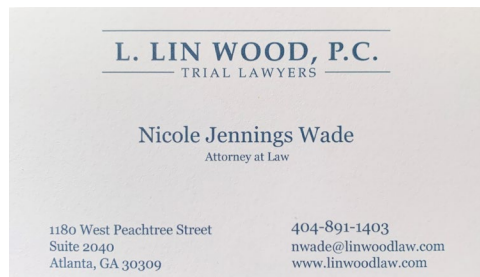 L. LIN WOOD, P.C.
TRIAL LAWYERS
Nicole Jennings Wade
Attorney at Law
1180 West Peachtree Street
Suite 2040
Atlanta, GA 30309
404-891-1403
nwade@linwoodlaw.com
www.linwoodlaw.com